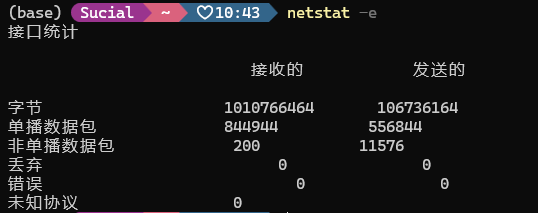 (base) Sucial ~ ♡10:43 netstat -e
接口统计
接收的 发送的
字节 1010766464 106736164
单播数据包 844944 556844
非单播数据包 200 11576
丢弃 0 0
错误 0 0
未知协议 0